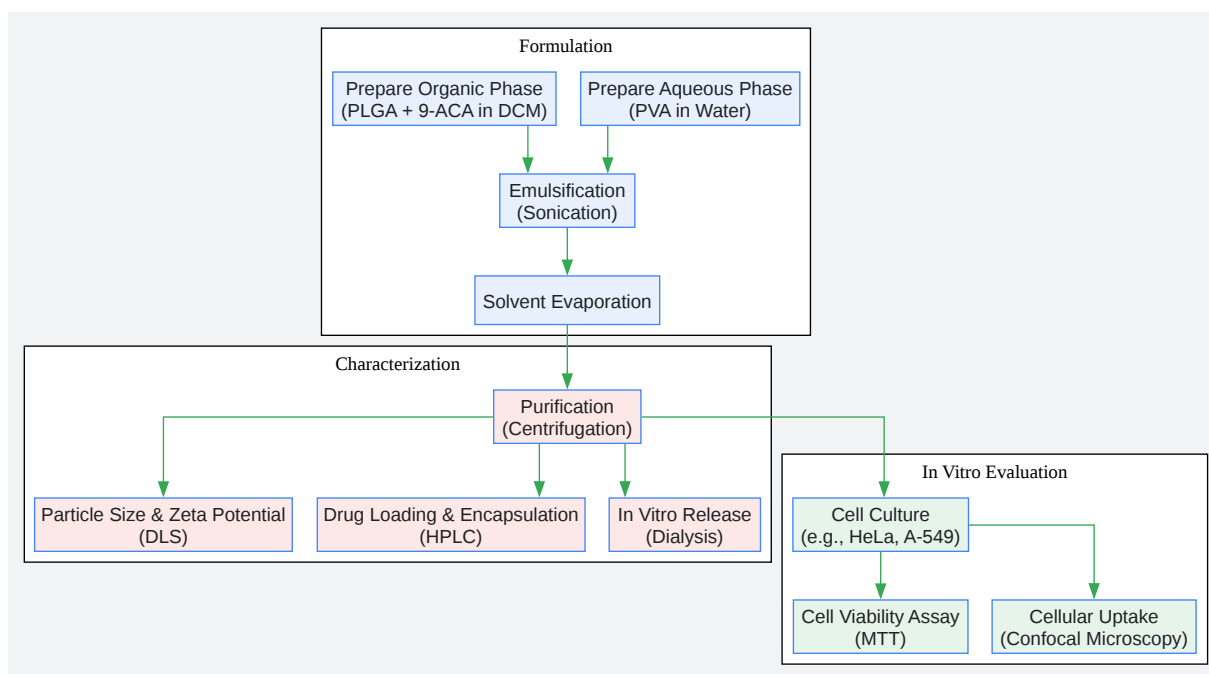 Formulation
Prepare Organic Phase
(PLGA + 9-ACA in DCM)
Prepare Aqueous Phase
(PVA in Water)
Emulsification
(Sonication)
Solvent Evaporation
Characterization
Purification
(Centrifugation)
Particle Size & Zeta Potential
(DLS)
Drug Loading & Encapsulation
(HPLC)
In Vitro Release
(Dialysis)
In Vitro Evaluation
Cell Culture
(e.g., HeLa, A-549)
Cell Viability Assay
(MTT)
Cellular Uptake
(Confocal Microscopy)